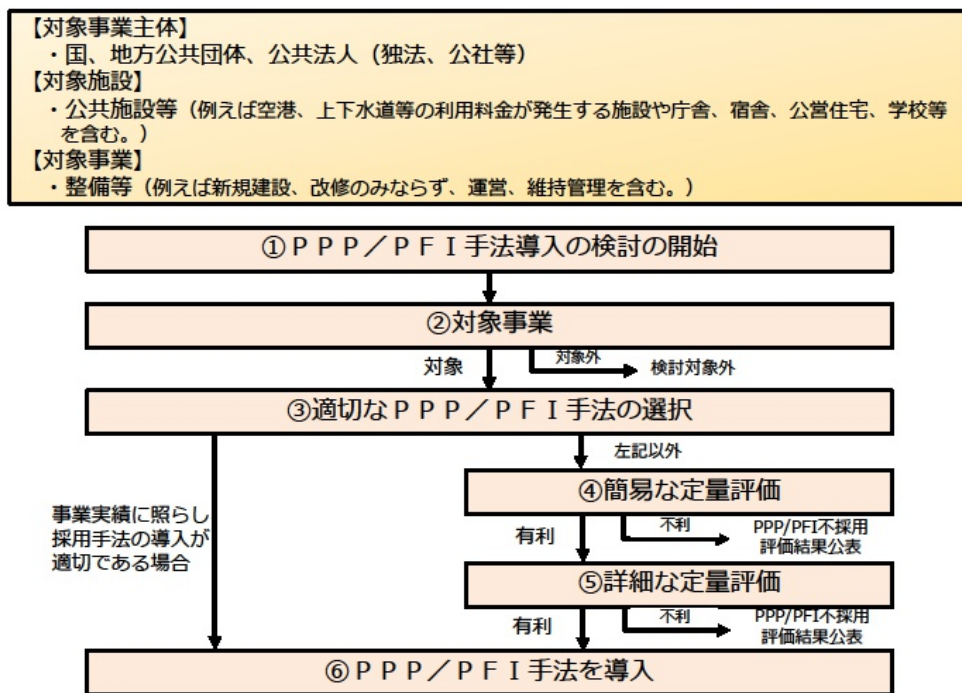 【対象事業主体】
・国、地方公共団体、公共法人（独法、公社等）
【対象施設】
・公共施設等（例えば空港、上下水道等の利用料金が発生する施設や庁舎、宿舎、公営住宅、学校等
を含む。）
【対象事業】
・整備等（例えば新規建設、改修のみならず、運営、維持管理を含む。）
①ＰＰＰ／ＰＦＩ手法導入の検討の開始
②対象事業
対象
対象外
検討対象外
③適切なＰＰＰ／ＰＦＩ手法の選択
事業実績に照らし
採用手法の導入が
適切である場合
左記以外
④簡易な定量評価
有利
不利
PPP/PFI不採用
評価結果公表
⑤詳細な定量評価
有利
不利
PPP/PFI不採用
評価結果公表
⑥ＰＰＰ／ＰＦＩ手法を導入